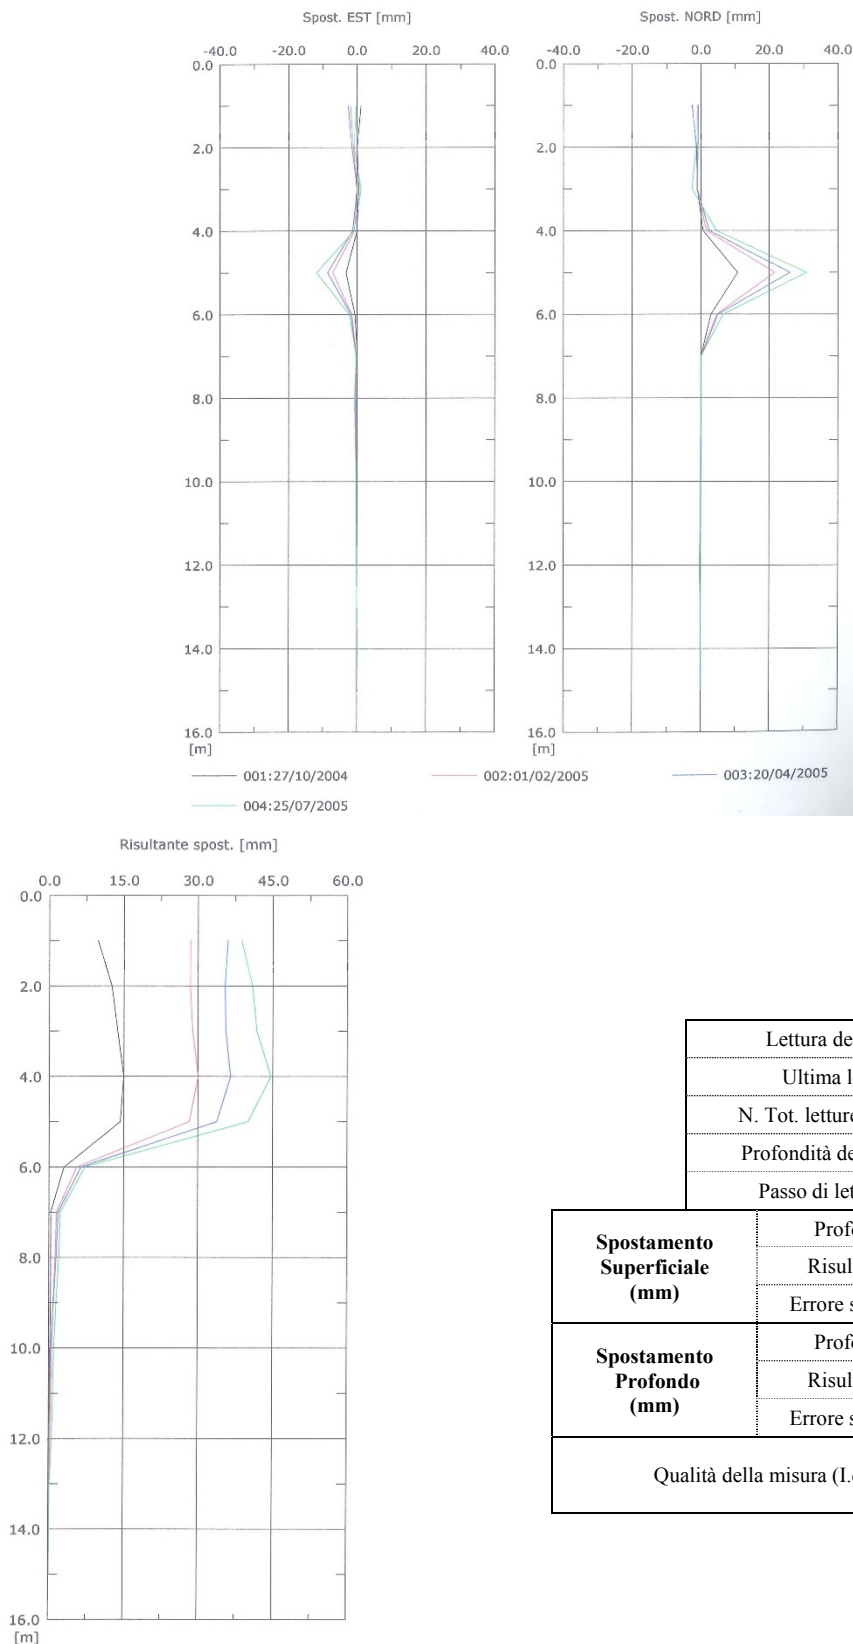 Spost. EST [mm]
-40.0 -20.0 0.0 20.0 40.0
0.0
2.0
4.0
6.0
8.0
10.0
12.0
14.0
16.0
[m]
Spost. NORD [mm]
-40.0 -20.0 0.0 20.0 40.0
0.0
2.0
4.0
6.0
8.0
10.0
12.0
14.0
16.0
[m]
001:27/10/2004 002:01/02/2005 003:20/04/2005
004:25/07/2005
Risultante spost. [mm]
0.0 15.0 30.0 45.0 60.0
0.0
2.0
4.0
6.0
8.0
10.0
12.0
14.0
16.0
[m]
Lettura de
Ultima l
N. Tot. letture
Profondità de
Passo di let
Spostamento
Superficiale
(mm)
Prof
Risul
Errore s
Spostamento
Profondo
(mm)
Prof
Risul
Errore s
Qualità della misura (I.